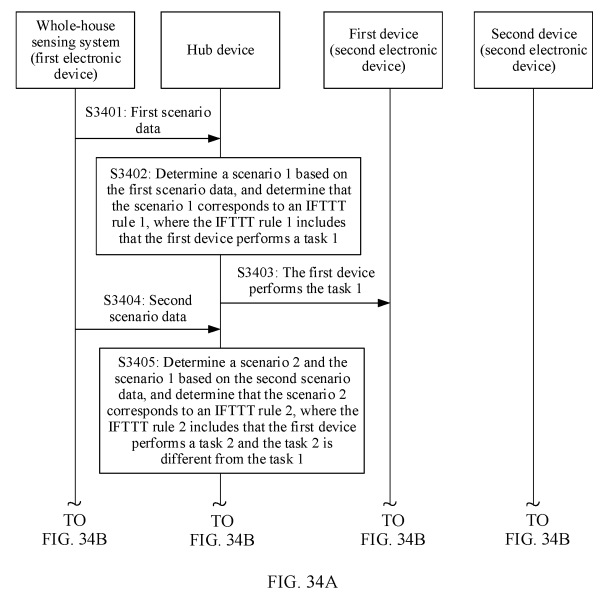 Whole-house
sensing system
(first electronic
device)
Hub device
First device
(second electronic
device)
Second device
(second electronic
device)
S3401: First scenario
data
S3402: Determine a scenario 1 based on
the first scenario data, and determine that
the scenario 1 corresponds to an IFTTT
rule 1, where the IFTTT rule 1 includes
that the first device performs a task 1
S3403: The first device
performs the task 1
S3404: Second
scenario data
S3405: Determine a scenario 2 and the
scenario 1 based on the second scenario
data, and determine that the scenario 2
corresponds to an IFTTT rule 2, where the
IFTTT rule 2 includes that the first device
performs a task 2 and the task 2 is
different from the task 1
TO
FIG. 34B
TO
FIG. 34B
TO
FIG. 34B
TO
FIG. 34B
FIG. 34A